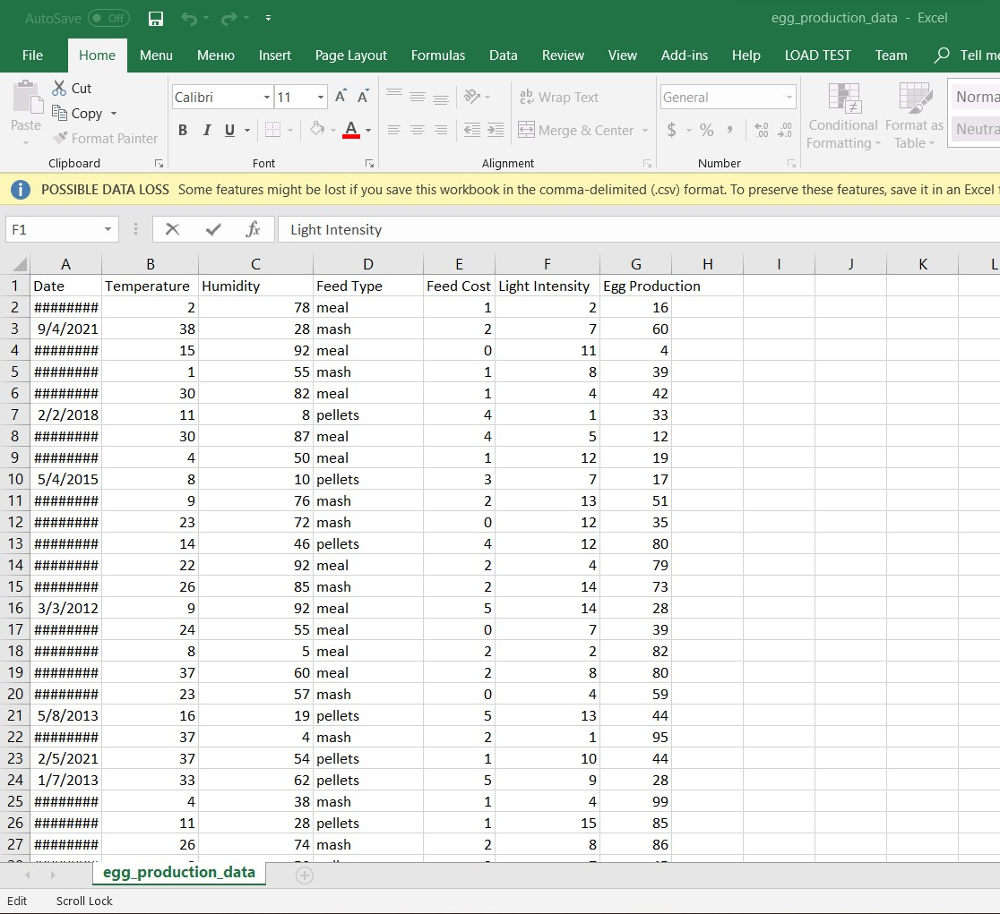 AutoSave Off egg_production_data - Excel
File Home Menu Меню Insert Page Layout Formulas Data Review View Add-ins Help LOAD TEST Team Tell me
Cut Calibri 11 A A ab Wrap Text General Norma
Copy
Paste B I U A Merge & Center $ % , Conditional Format as Neutra
Format Painter Formatting Table
Clipboard Font Alignment Number
POSSIBLE DATA LOSS Some features might be lost if you save this workbook in the comma-delimited (.csv) format. To preserve these features, save it in an Excel
F1 fx Light Intensity
A B C D E F G H I J K L
1 Date Temperature Humidity Feed Type Feed Cost Light Intensity Egg Production
2 ######## 2 78 meal 1 2 16
3 9/4/2021 38 28 mash 2 7 60
4 ######## 15 92 meal 0 11 4
5 ######## 1 55 mash 1 8 39
6 ######## 30 82 meal 1 4 42
7 2/2/2018 11 8 pellets 4 1 33
8 ######## 30 87 meal 4 5 12
9 ######## 4 50 meal 1 12 19
10 5/4/2015 8 10 pellets 3 7 17
11 ######## 9 76 mash 2 13 51
12 ######## 23 72 mash 0 12 35
13 ######## 14 46 pellets 4 12 80
14 ######## 22 92 meal 2 4 79
15 ######## 26 85 mash 2 14 73
16 3/3/2012 9 92 meal 5 14 28
17 ######## 24 55 meal 0 7 39
18 ######## 8 5 meal 2 2 82
19 ######## 37 60 meal 2 8 80
20 ######## 23 57 mash 0 4 59
21 5/8/2013 16 19 pellets 5 13 44
22 ######## 37 4 mash 2 1 95
23 2/5/2021 37 54 pellets 1 10 44
24 1/7/2013 33 62 pellets 5 9 28
25 ######## 4 38 mash 1 4 99
26 ######## 11 28 pellets 1 15 85
27 ######## 26 74 mash 2 8 86
egg_production_data
Edit Scroll Lock